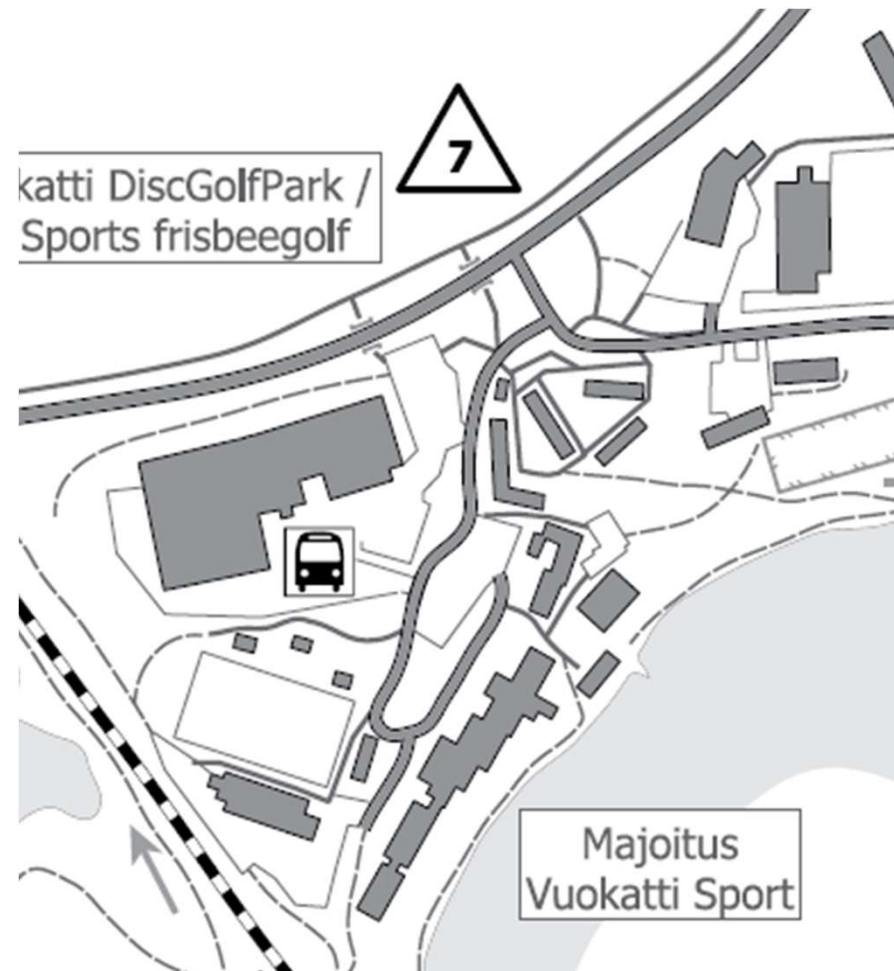 7
katti DiscGolfPark /
Sports frisbeegolf
Majoitus
Vuokatti Sport